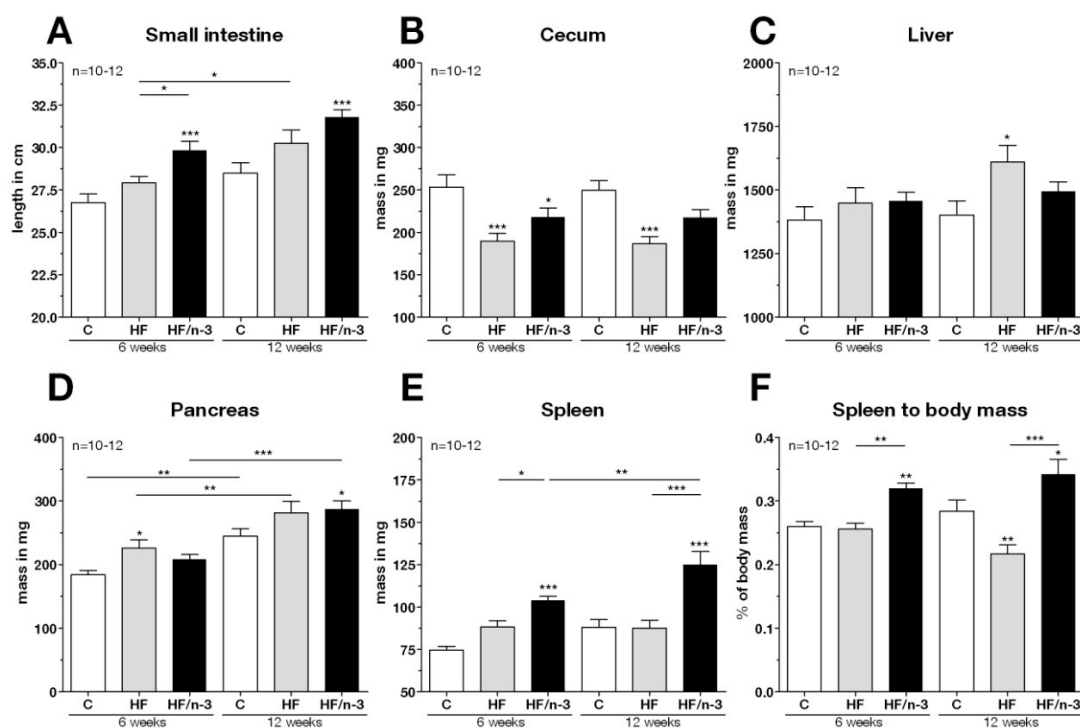 A Small intestine
n=10-12
length in cm
35.0
32.5
30.0
27.5
25.0
22.5
20.0
*
*
***
***
C HF HF/n-3 C HF HF/n-3
6 weeks 12 weeks
B Cecum
n=10-12
mass in mg
400
350
300
250
200
150
100
***
*
***
C HF HF/n-3 C HF HF/n-3
6 weeks 12 weeks
C Liver
n=10-12
mass in mg
2000
1750
1500
1250
1000
*
C HF HF/n-3 C HF HF/n-3
6 weeks 12 weeks
D Pancreas
n=10-12
mass in mg
400
300
200
100
0
***
**
**
*
*
C HF HF/n-3 C HF HF/n-3
6 weeks 12 weeks
E Spleen
n=10-12
mass in mg
200
175
150
125
100
75
50
*
**
***
***
***
C HF HF/n-3 C HF HF/n-3
6 weeks 12 weeks
F Spleen to body mass
n=10-12
% of body mass
0.4
0.3
0.2
0.1
0.0
**
***
**
*
**
C HF HF/n-3 C HF HF/n-3
6 weeks 12 weeks